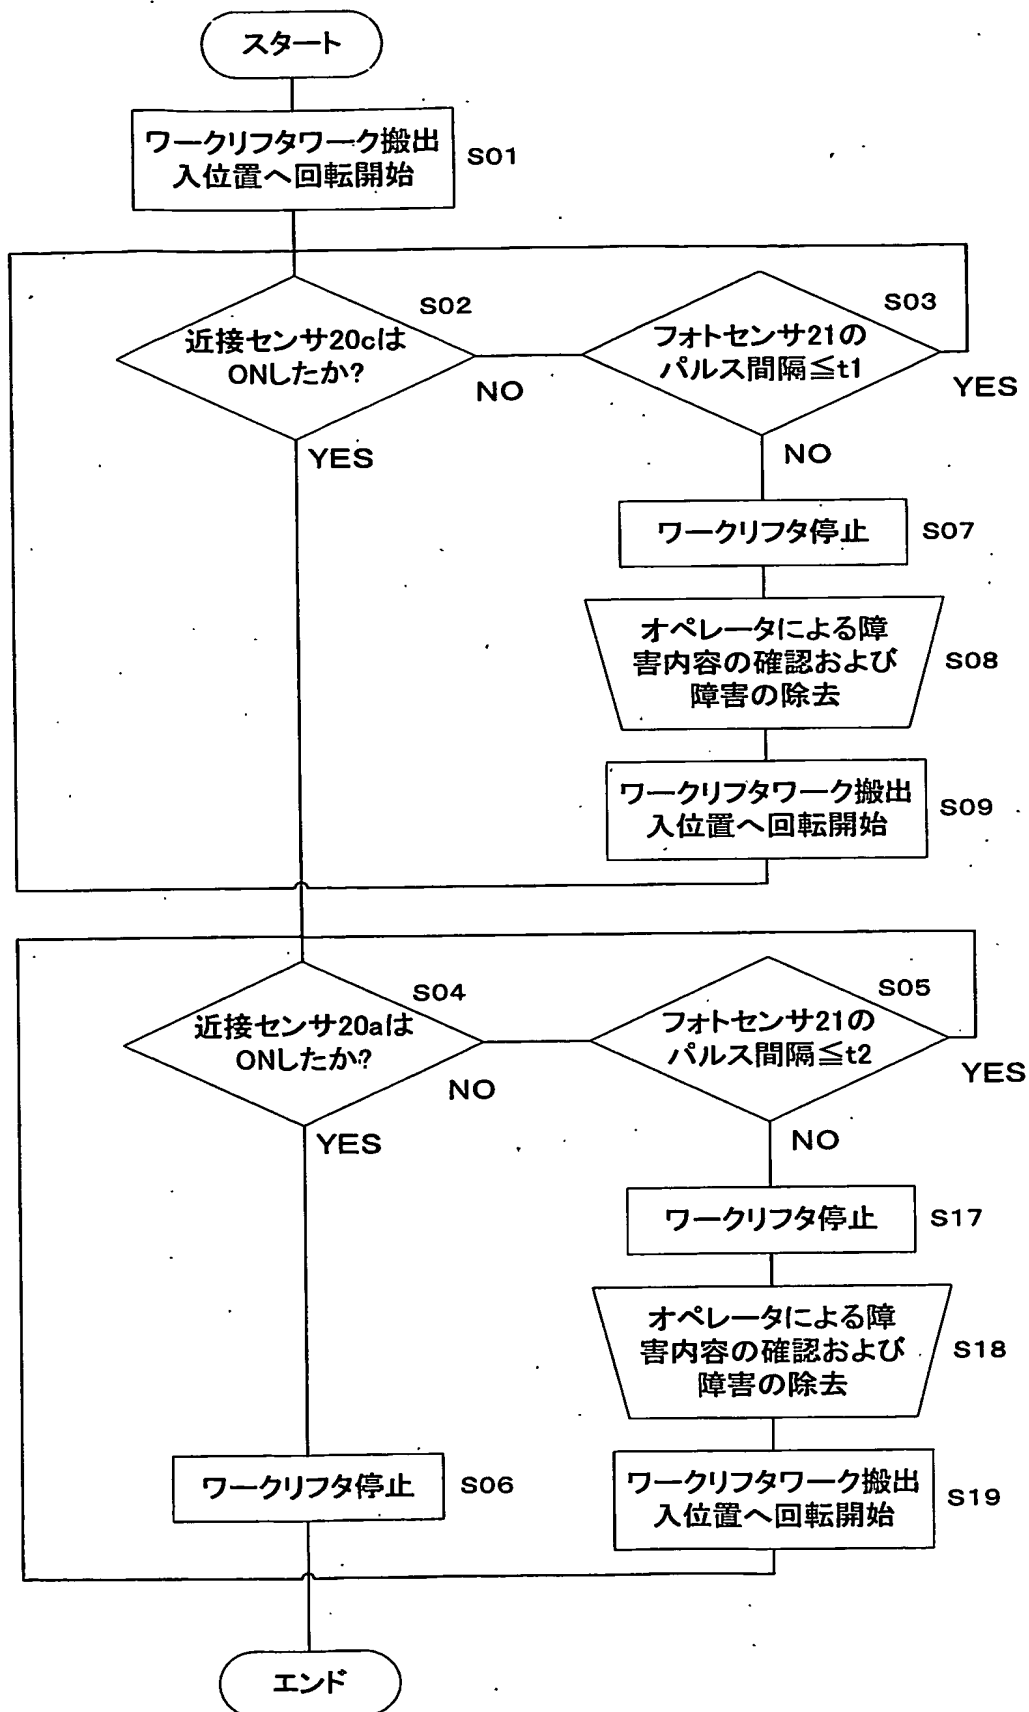 スタート
ワークリフタワーク搬出
入位置へ回転開始
S01
近接センサ20cは
ONしたか?
S02
NO
YES
フォトセンサ21の
パルス間隔≦t1
S03
YES
NO
ワークリフタ停止
S07
オペレータによる障
害内容の確認および
障害の除去
S08
ワークリフタワーク搬出
入位置へ回転開始
S09
近接センサ20aは
ONしたか?
S04
NO
YES
フォトセンサ21の
パルス間隔≦t2
S05
YES
NO
ワークリフタ停止
S17
オペレータによる障
害内容の確認および
障害の除去
S18
ワークリフタワーク搬出
入位置へ回転開始
S19
ワークリフタ停止
S06
エンド